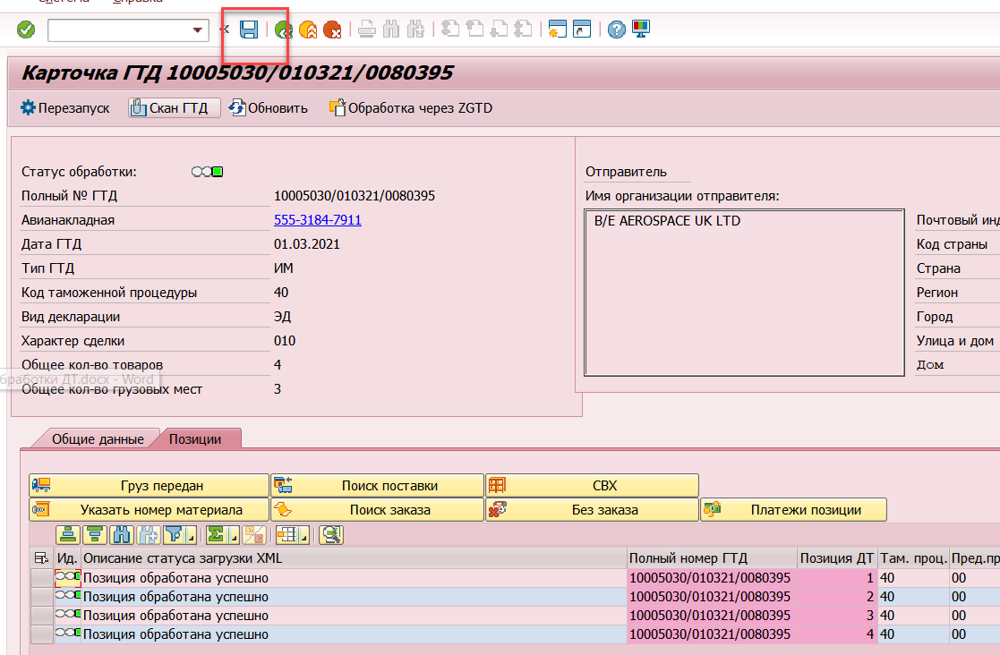 Система Справка
Карточка ГТД 10005030/010321/0080395
Перезапуск Скан ГТД Обновить Обработка через ZGTD
Статус обработки:
Полный № ГТД 10005030/010321/0080395
Авианакладная 555-3184-7911
Дата ГТД 01.03.2021
Тип ГТД ИМ
Код таможенной процедуры 40
Вид декларации ЭД
Характер сделки 010
Общее кол-во товаров 4
бработки ДТ.docx - Word
Общее кол-во грузовых мест 3
Отправитель
Имя организации отправителя:
B/E AEROSPACE UK LTD
Почтовый инд
Код страны
Страна
Регион
Город
Улица и дом
Дом
Общие данные Позиции
Груз передан Поиск поставки СВХ
Указать номер материала Поиск заказа Без заказа Платежи позиции
Ид. Описание статуса загрузки XML Полный номер ГТД Позиция ДТ Там. проц. Пред.пр
Позиция обработана успешно 10005030/010321/0080395 1 40 00
Позиция обработана успешно 10005030/010321/0080395 2 40 00
Позиция обработана успешно 10005030/010321/0080395 3 40 00
Позиция обработана успешно 10005030/010321/0080395 4 40 00